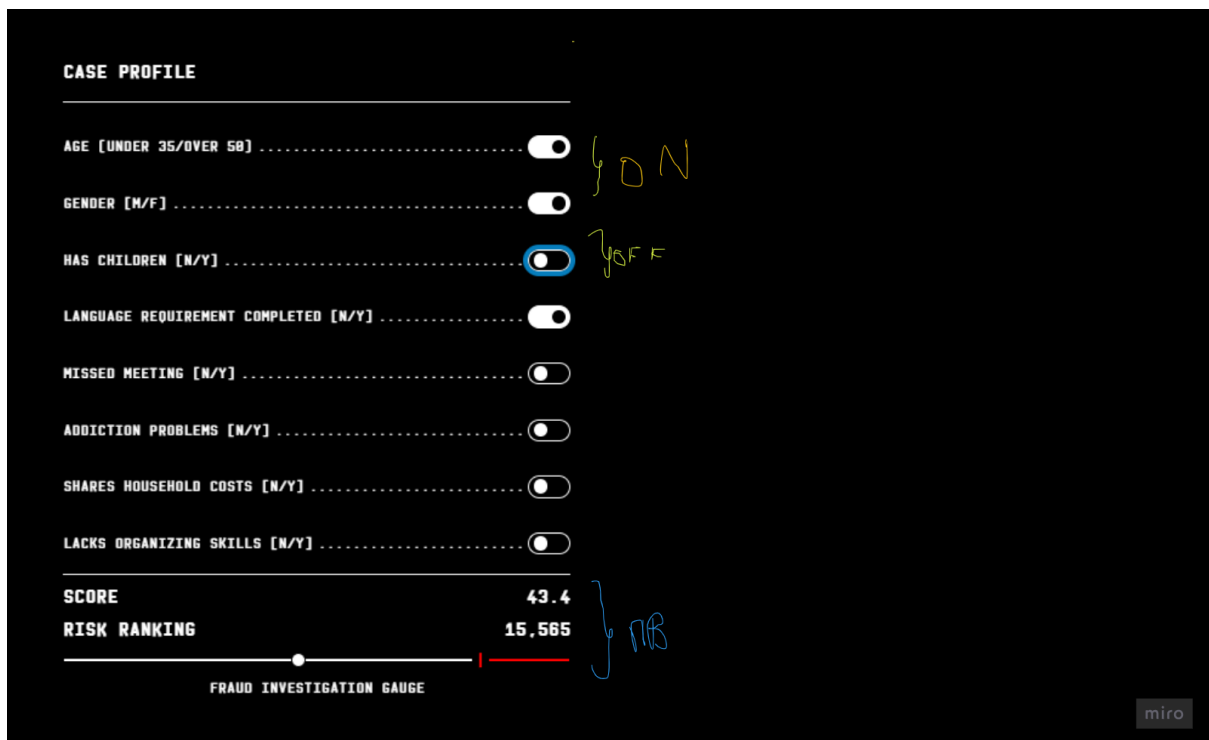 CASE PROFILE
AGE [UNDER 35/OVER 50] ...............................
ON
GENDER [M/F] .........................................
HAS CHILDREN [N/Y] ...................................
OFF
LANGUAGE REQUIREMENT COMPLETED [N/Y] .................
MISSED MEETING [N/Y] .................................
ADDICTION PROBLEMS [N/Y] .............................
SHARES HOUSEHOLD COSTS [N/Y] .........................
LACKS ORGANIZING SKILLS [N/Y] ........................
SCORE 43.4
RISK RANKING 15,565
FRAUD INVESTIGATION GAUGE
miro